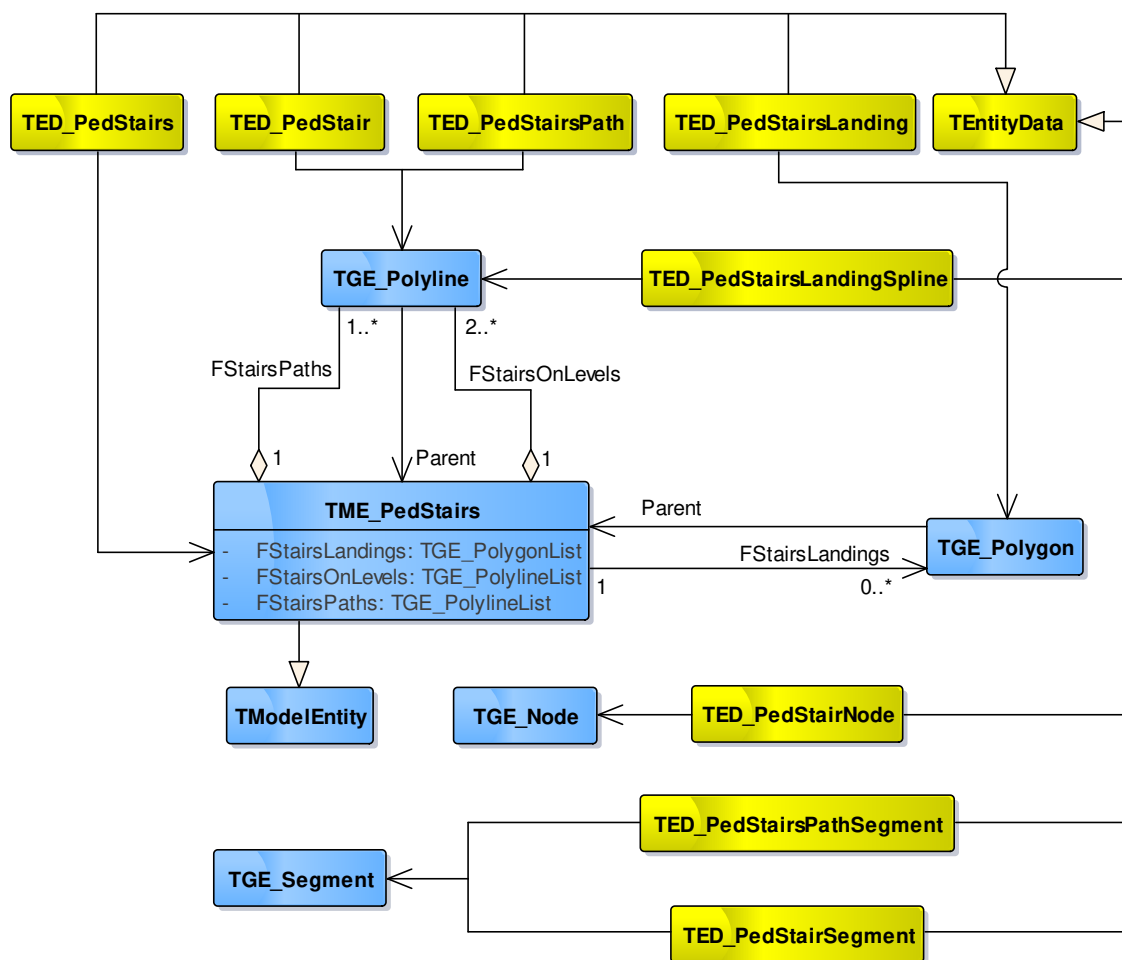 TED_PedStairs
TED_PedStair
TED_PedStairsPath
TED_PedStairsLanding
TEntityData
TGE_Polyline
TED_PedStairsLandingSpline
1..*
2..*
FStairsPaths
FStairsOnLevels
1
Parent
1
TME_PedStairs
- FStairsLandings: TGE_PolygonList
- FStairsOnLevels: TGE_PolylineList
- FStairsPaths: TGE_PolylineList
Parent
FStairsLandings
1
0..*
TGE_Polygon
TModelEntity
TGE_Node
TED_PedStairNode
TED_PedStairsPathSegment
TGE_Segment
TED_PedStairSegment